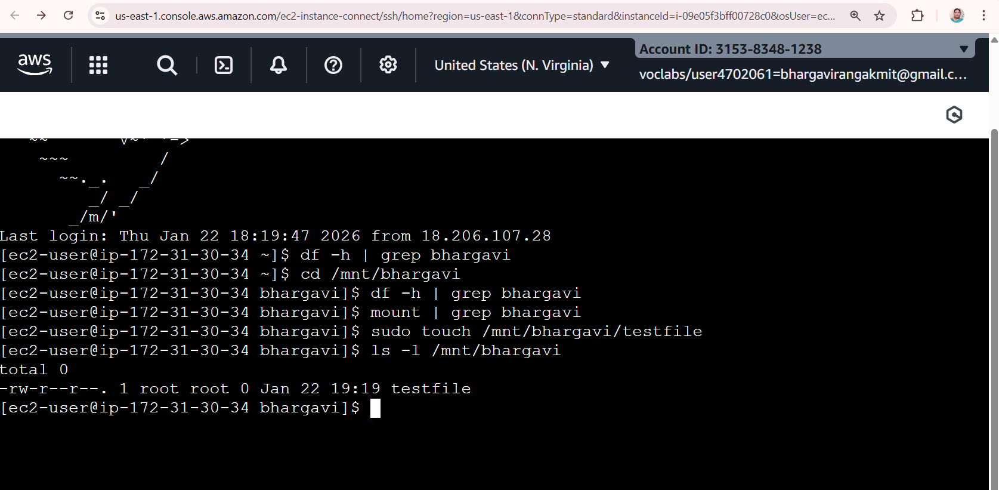 us-east-1.console.aws.amazon.com/ec2-instance-connect/ssh/home?region=us-east-1&connType=standard&instanceId=i-09e05f3bff00728c0&osUser=ec...
aws
United States (N. Virginia)
Account ID: 3153-8348-1238
voclabs/user4702061=bhargavirangakmit@gmail.c...
~~       V~' '->
~~~         /
~~._.   _/
_/ _/
_/m/'
Last login: Thu Jan 22 18:19:47 2026 from 18.206.107.28
[ec2-user@ip-172-31-30-34 ~]$ df -h | grep bhargavi
[ec2-user@ip-172-31-30-34 ~]$ cd /mnt/bhargavi
[ec2-user@ip-172-31-30-34 bhargavi]$ df -h | grep bhargavi
[ec2-user@ip-172-31-30-34 bhargavi]$ mount | grep bhargavi
[ec2-user@ip-172-31-30-34 bhargavi]$ sudo touch /mnt/bhargavi/testfile
[ec2-user@ip-172-31-30-34 bhargavi]$ ls -l /mnt/bhargavi
total 0
-rw-r--r--. 1 root root 0 Jan 22 19:19 testfile
[ec2-user@ip-172-31-30-34 bhargavi]$